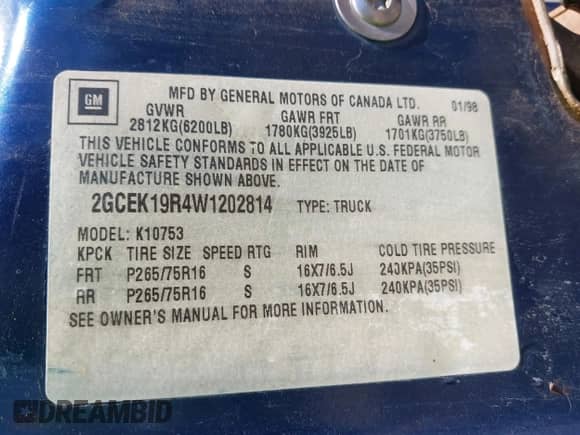 GM
MFD BY GENERAL MOTORS OF CANADA LTD. 01/98
GVWR GAWR FRT GAWR RR
2812KG(6200LB) 1780KG(3925LB) 1701KG(3750LB)
THIS VEHICLE CONFORMS TO ALL APPLICABLE U.S. FEDERAL MOTOR
VEHICLE SAFETY STANDARDS IN EFFECT ON THE DATE OF
MANUFACTURE SHOWN ABOVE.
2GCEK19R4W1202814 TYPE: TRUCK
MODEL: K10753
KPCK TIRE SIZE SPEED RTG RIM COLD TIRE PRESSURE
FRT P265/75R16 S 16X7/6.5J 240KPA(35PSI)
RR P265/75R16 S 16X7/6.5J 240KPA(35PSI)
SEE OWNER'S MANUAL FOR MORE INFORMATION.
DREAMBID